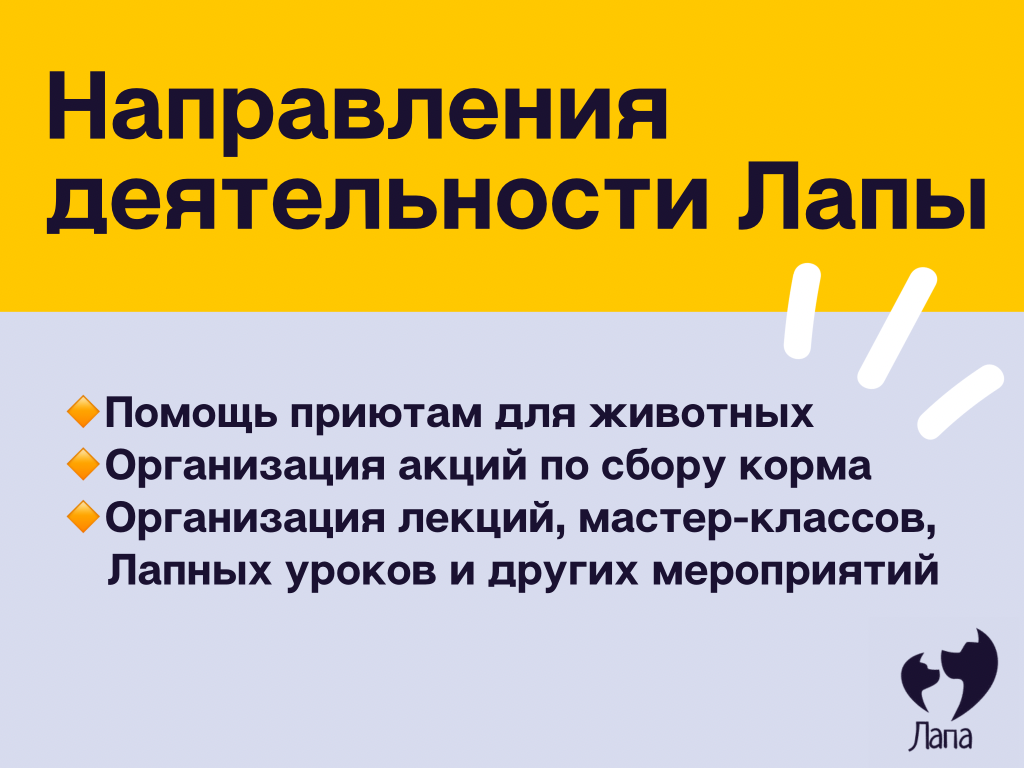 Направления
деятельности Лапы
🔶Помощь приютам для животных
🔶Организация акций по сбору корма
🔶Организация лекций, мастер-классов,
Лапных уроков и других мероприятий
Лапа